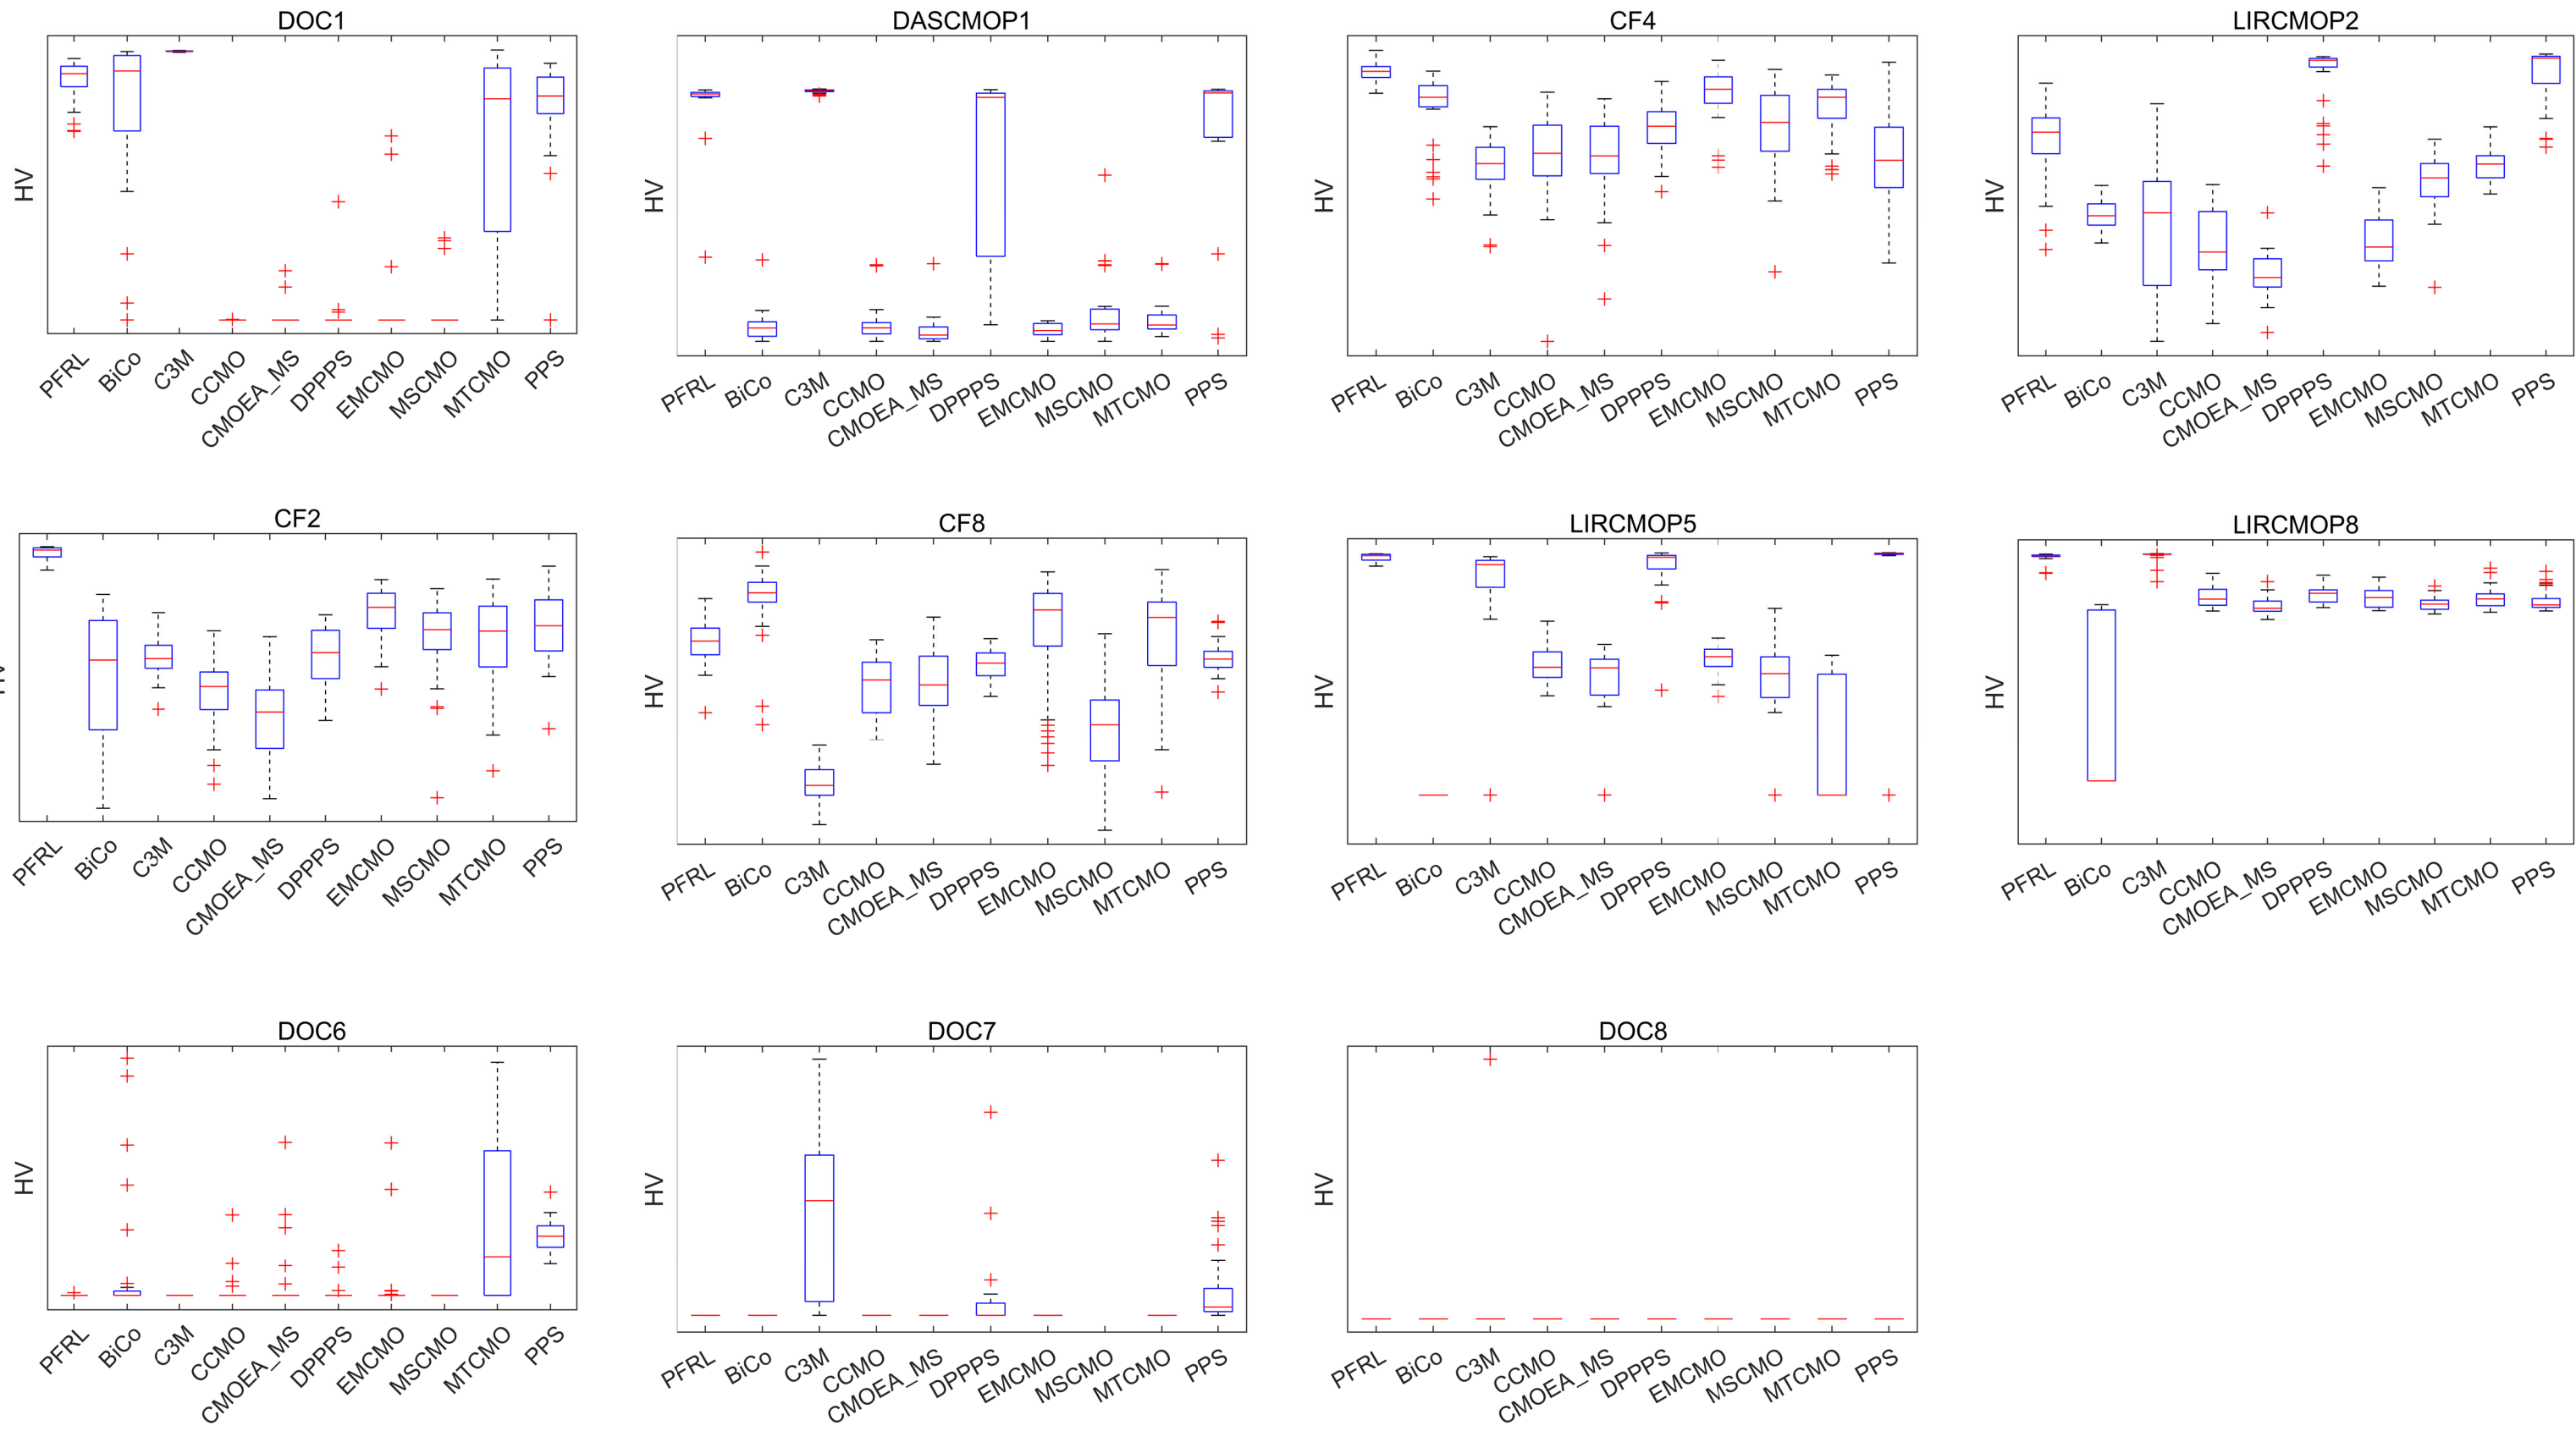 DOC1
HV
PFRL
BiCo
C3M
CCMO
CMOEA_MS
DPPPS
EMCMO
MSCMO
MTCMO
PPS
DASCMOP1
HV
PFRL
BiCo
C3M
CCMO
CMOEA_MS
DPPPS
EMCMO
MSCMO
MTCMO
PPS
CF4
HV
PFRL
BiCo
C3M
CCMO
CMOEA_MS
DPPPS
EMCMO
MSCMO
MTCMO
PPS
LIRCMOP2
HV
PFRL
BiCo
C3M
CCMO
CMOEA_MS
DPPPS
EMCMO
MSCMO
MTCMO
PPS
CF2
PFRL
BiCo
C3M
CCMO
CMOEA_MS
DPPPS
EMCMO
MSCMO
MTCMO
PPS
CF8
HV
PFRL
BiCo
C3M
CCMO
CMOEA_MS
DPPPS
EMCMO
MSCMO
MTCMO
PPS
LIRCMOP5
HV
PFRL
BiCo
C3M
CCMO
CMOEA_MS
DPPPS
EMCMO
MSCMO
MTCMO
PPS
LIRCMOP8
HV
PFRL
BiCo
C3M
CCMO
CMOEA_MS
DPPPS
EMCMO
MSCMO
MTCMO
PPS
DOC6
HV
PFRL
BiCo
C3M
CCMO
CMOEA_MS
DPPPS
EMCMO
MSCMO
MTCMO
PPS
DOC7
HV
PFRL
BiCo
C3M
CCMO
CMOEA_MS
DPPPS
EMCMO
MSCMO
MTCMO
PPS
DOC8
HV
PFRL
BiCo
C3M
CCMO
CMOEA_MS
DPPPS
EMCMO
MSCMO
MTCMO
PPS